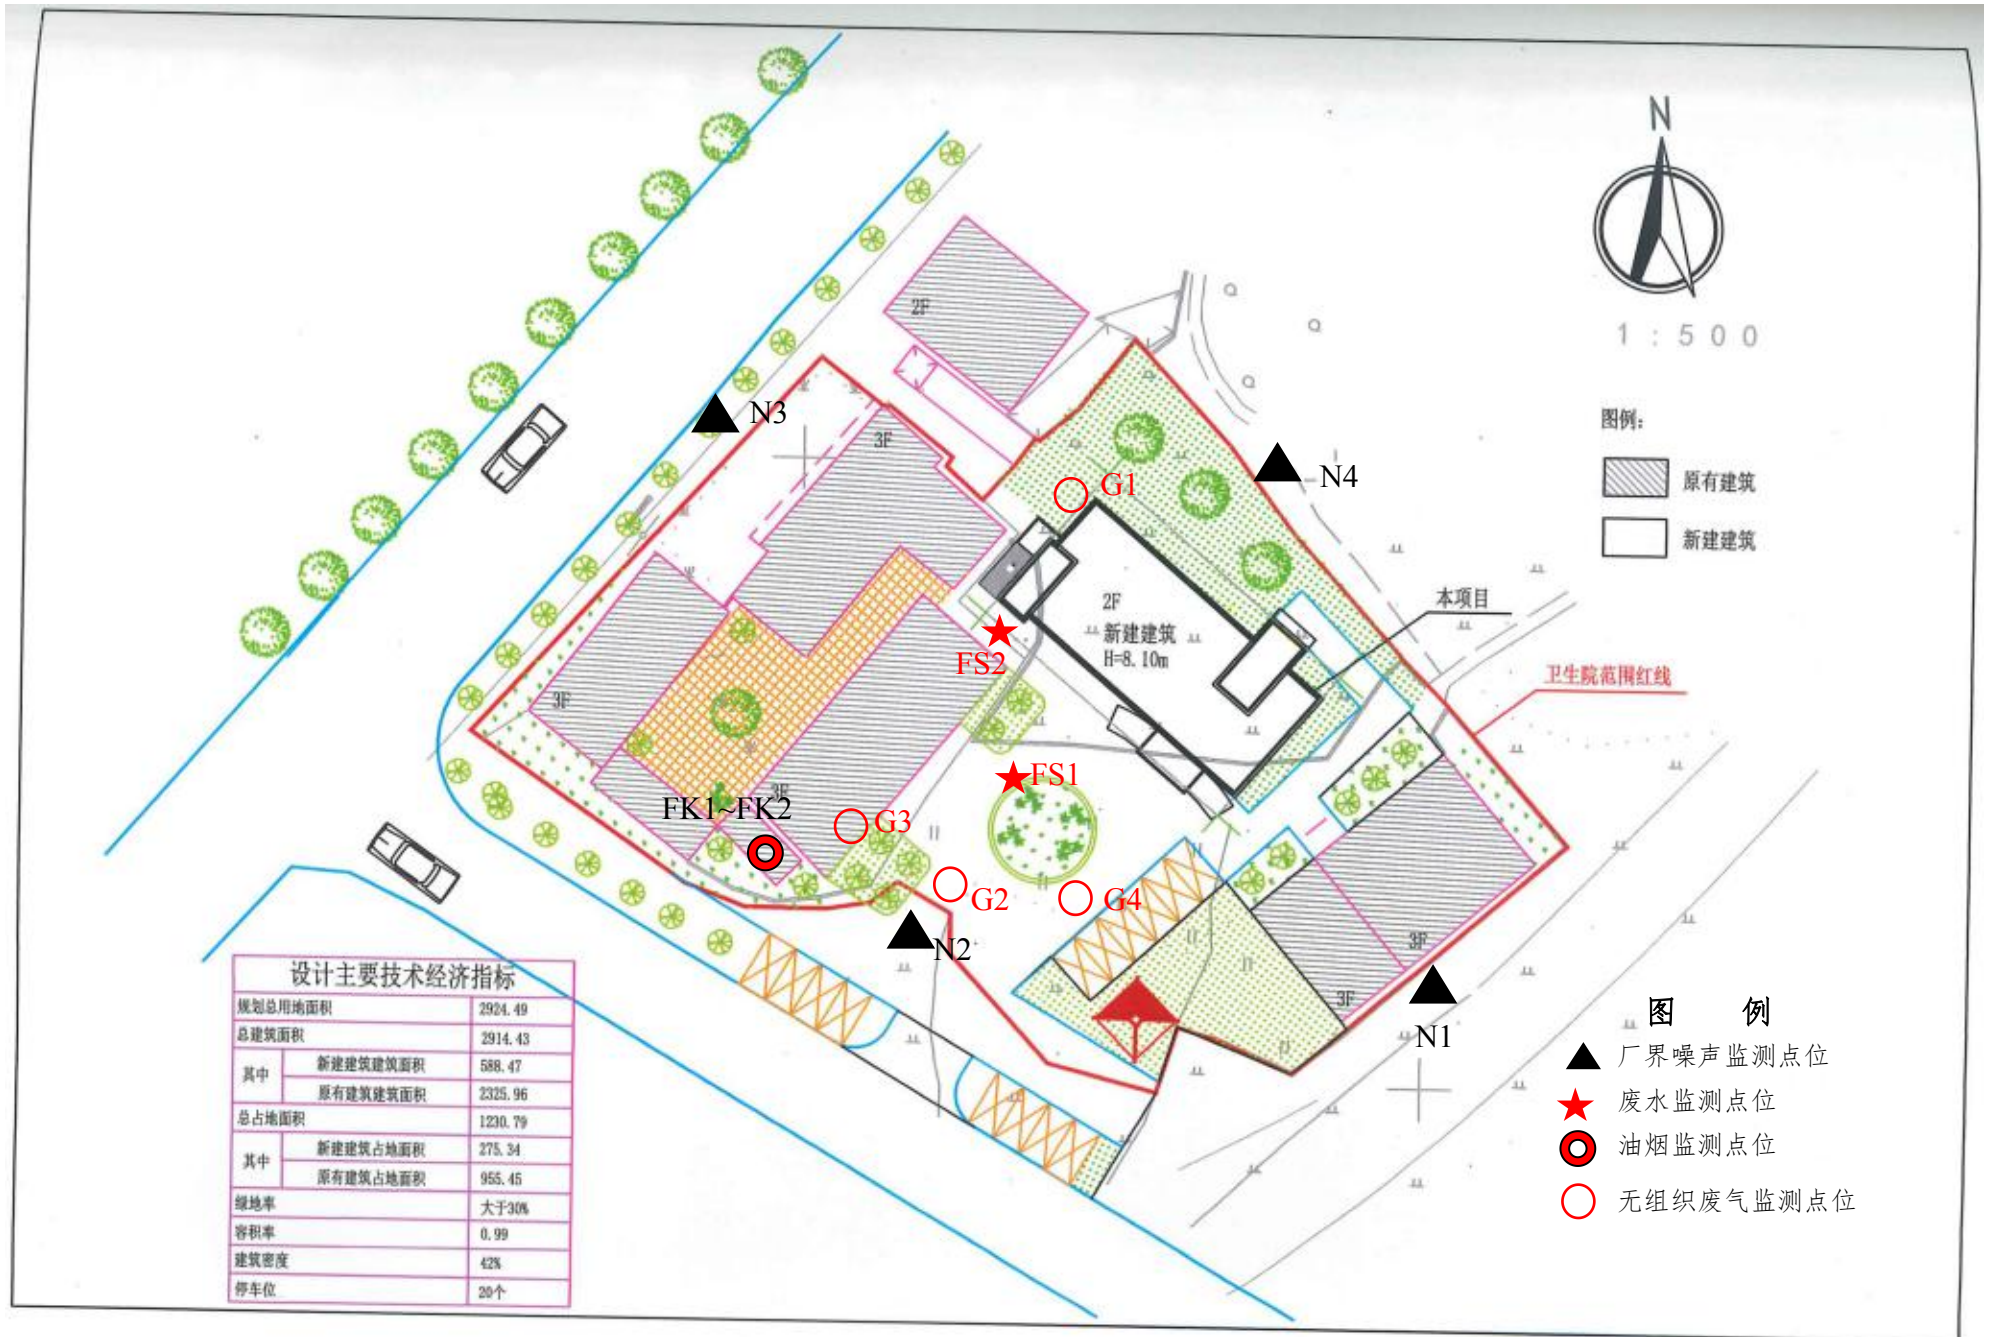 N
1 : 5 0 0
图例：
原有建筑
新建建筑
2F
3F
N3
N4
G1
2F
新建建筑
H=8.10m
本项目
卫生院范围红线
FS2
3F
FS1
3F
FK1~FK2
G3
G2
G4
N2
3F
3F
N1
设计主要技术经济指标
规划总用地面积 2924.49
总建筑面积 2914.43
其中 新建建筑建筑面积 588.47
原有建筑建筑面积 2325.96
总占地面积 1230.79
其中 新建建筑占地面积 275.34
原有建筑占地面积 955.45
绿地率 大于30%
容积率 0.99
建筑密度 42%
停车位 20个
图 例
厂界噪声监测点位
废水监测点位
油烟监测点位
无组织废气监测点位